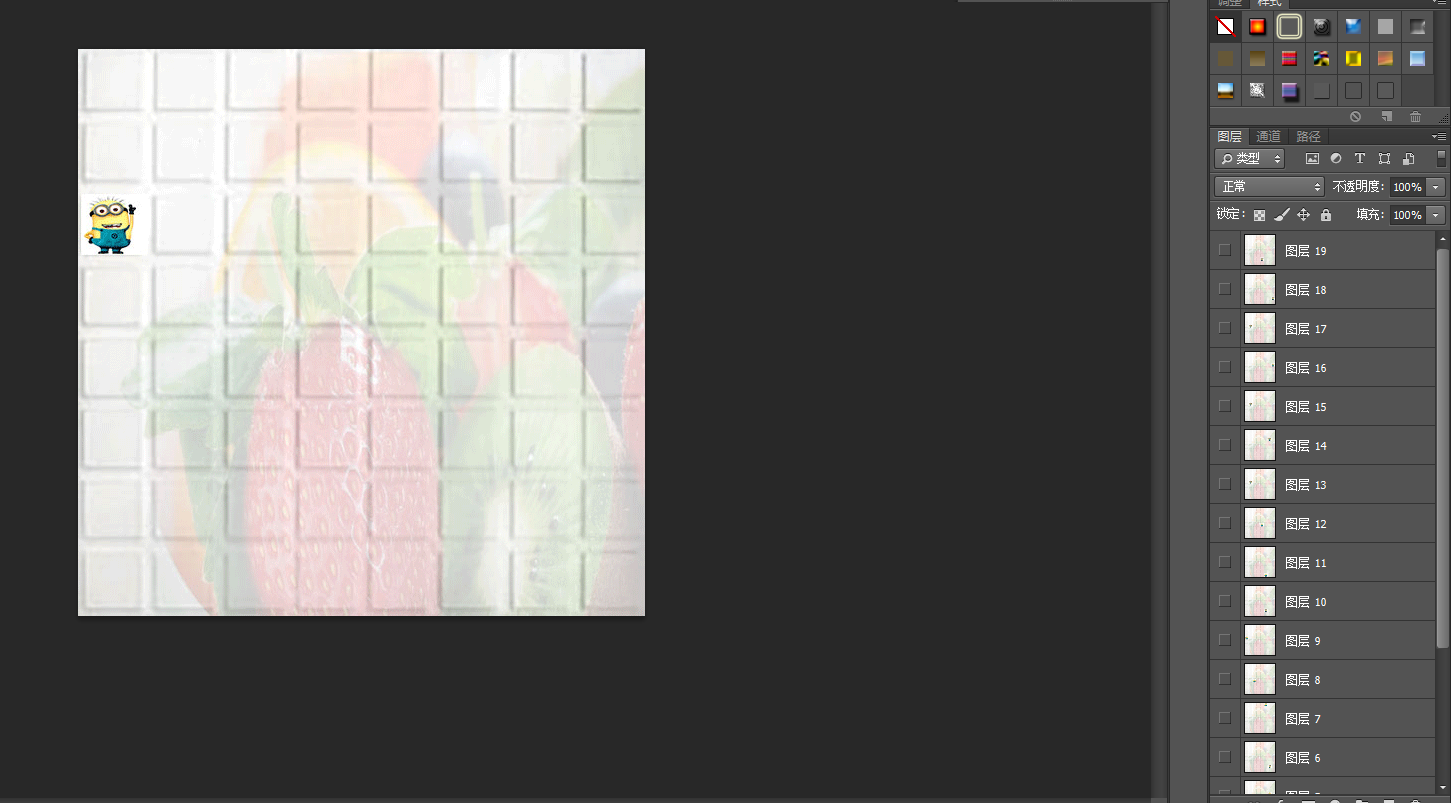 调整 样式
图层 通道 路径
类型
正常 不透明度: 100%
锁定: 填充: 100%
图层 19
图层 18
图层 17
图层 16
图层 15
图层 14
图层 13
图层 12
图层 11
图层 10
图层 9
图层 8
图层 7
图层 6